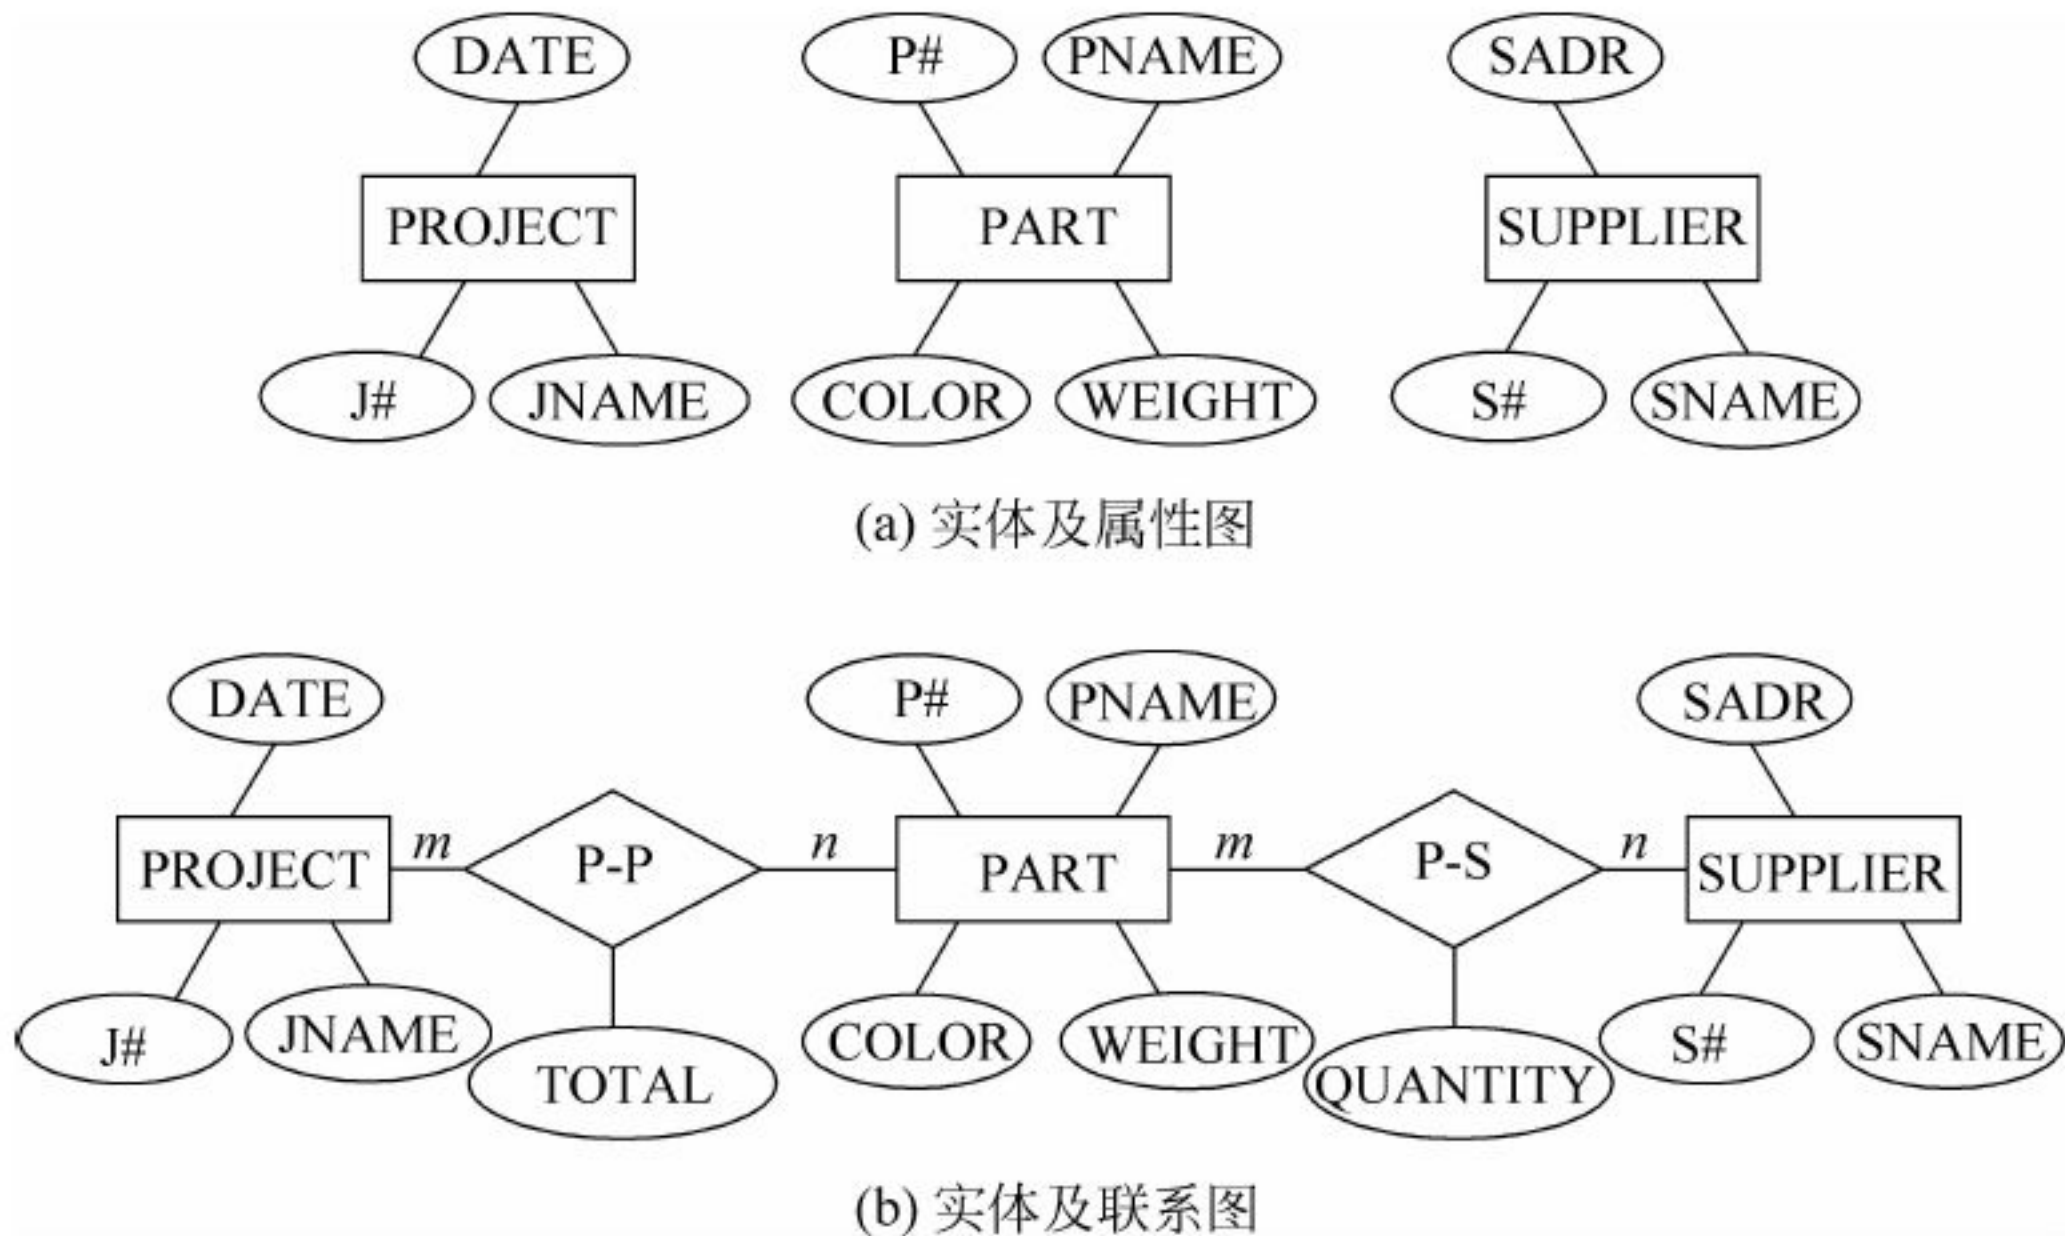 DATE
P#
PNAME
SADR
PROJECT
PART
SUPPLIER
J#
JNAME
COLOR
WEIGHT
S#
SNAME
(a) 实体及属性图
DATE
P#
PNAME
SADR
PROJECT
m
P-P
n
PART
m
P-S
n
SUPPLIER
J#
JNAME
TOTAL
COLOR
WEIGHT
QUANTITY
S#
SNAME
(b) 实体及联系图